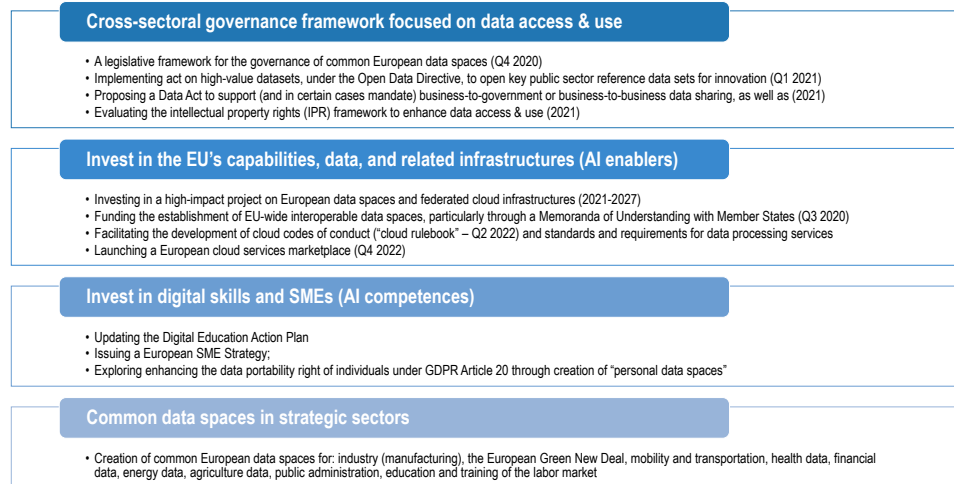 Cross-sectoral governance framework focused on data access & use
• A legislative framework for the governance of common European data spaces (Q4 2020)
• Implementing act on high-value datasets, under the Open Data Directive, to open key public sector reference data sets for innovation (Q1 2021)
• Proposing a Data Act to support (and in certain cases mandate) business-to-government or business-to-business data sharing, as well as (2021)
• Evaluating the intellectual property rights (IPR) framework to enhance data access & use (2021)
Invest in the EU's capabilities, data, and related infrastructures (AI enablers)
• Investing in a high-impact project on European data spaces and federated cloud infrastructures (2021-2027)
• Funding the establishment of EU-wide interoperable data spaces, particularly through a Memoranda of Understanding with Member States (Q3 2020)
• Facilitating the development of cloud codes of conduct (“cloud rulebook” – Q2 2022) and standards and requirements for data processing services
• Launching a European cloud services marketplace (Q4 2022)
Invest in digital skills and SMEs (AI competences)
• Updating the Digital Education Action Plan
• Issuing a European SME Strategy;
• Exploring enhancing the data portability right of individuals under GDPR Article 20 through creation of “personal data spaces”
Common data spaces in strategic sectors
• Creation of common European data spaces for: industry (manufacturing), the European Green New Deal, mobility and transportation, health data, financial
data, energy data, agriculture data, public administration, education and training of the labor market